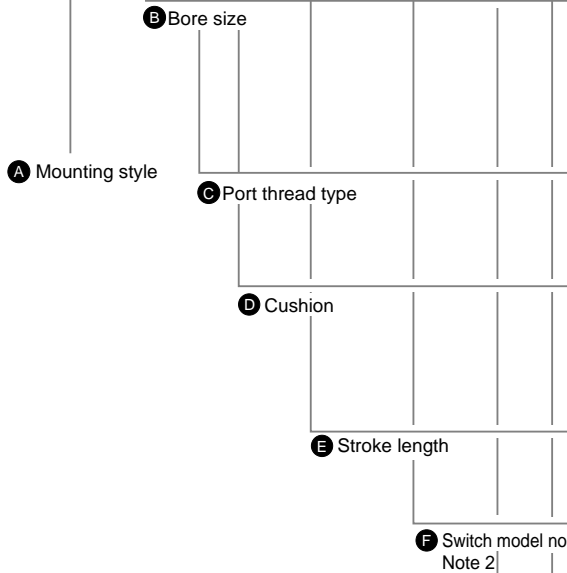 B Bore size
A Mounting style
C Port thread type
D Cushion
E Stroke length
F Switch model no
Note 2